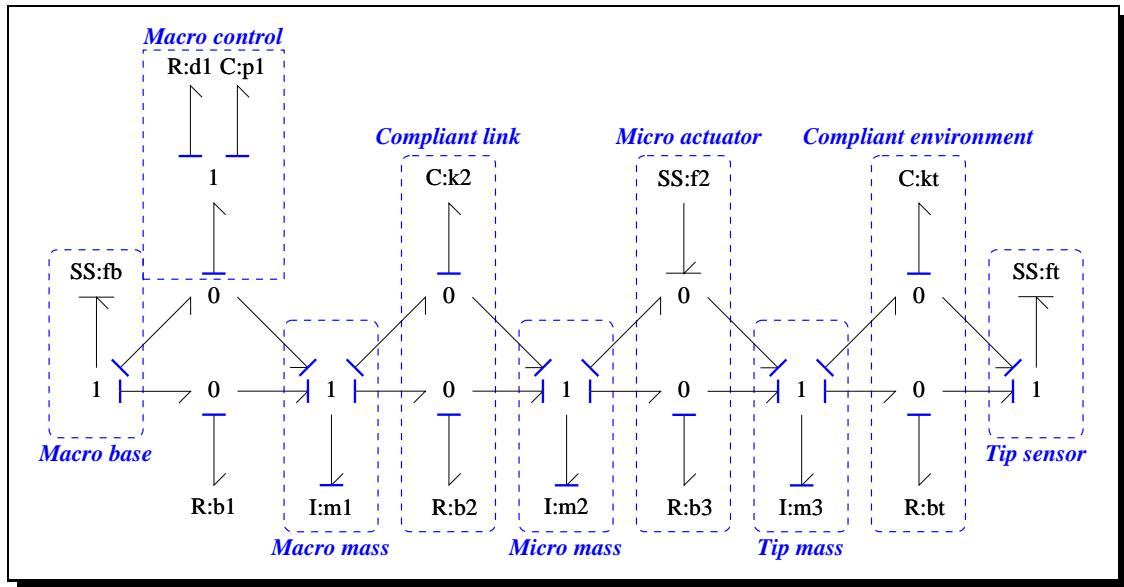 Macro control
R:d1 C:p1
Compliant link
Micro actuator
Compliant environment
1
C:k2
SS:f2
C:kt
SS:fb
SS:ft
0
0
0
0
1
0
1
0
1
0
1
0
1
Macro base
Tip sensor
R:b1
I:m1
R:b2
I:m2
R:b3
I:m3
R:bt
Macro mass
Micro mass
Tip mass